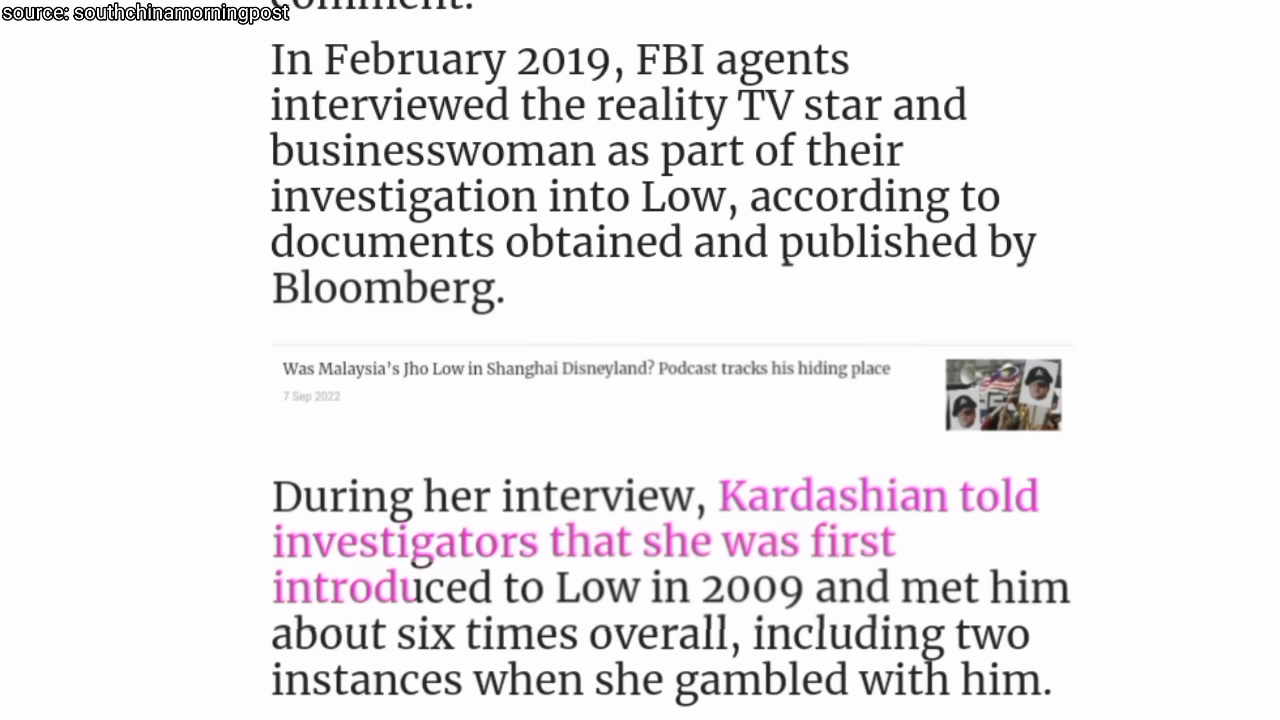 comment.
source: southchinamorningpost
In February 2019, FBI agents
interviewed the reality TV star and
businesswoman as part of their
investigation into Low, according to
documents obtained and published by
Bloomberg.
Was Malaysia's Jho Low in Shanghai Disneyland? Podcast tracks his hiding place
7 Sep 2022
During her interview, Kardashian told
investigators that she was first
introduced to Low in 2009 and met him
about six times overall, including two
instances when she gambled with him.